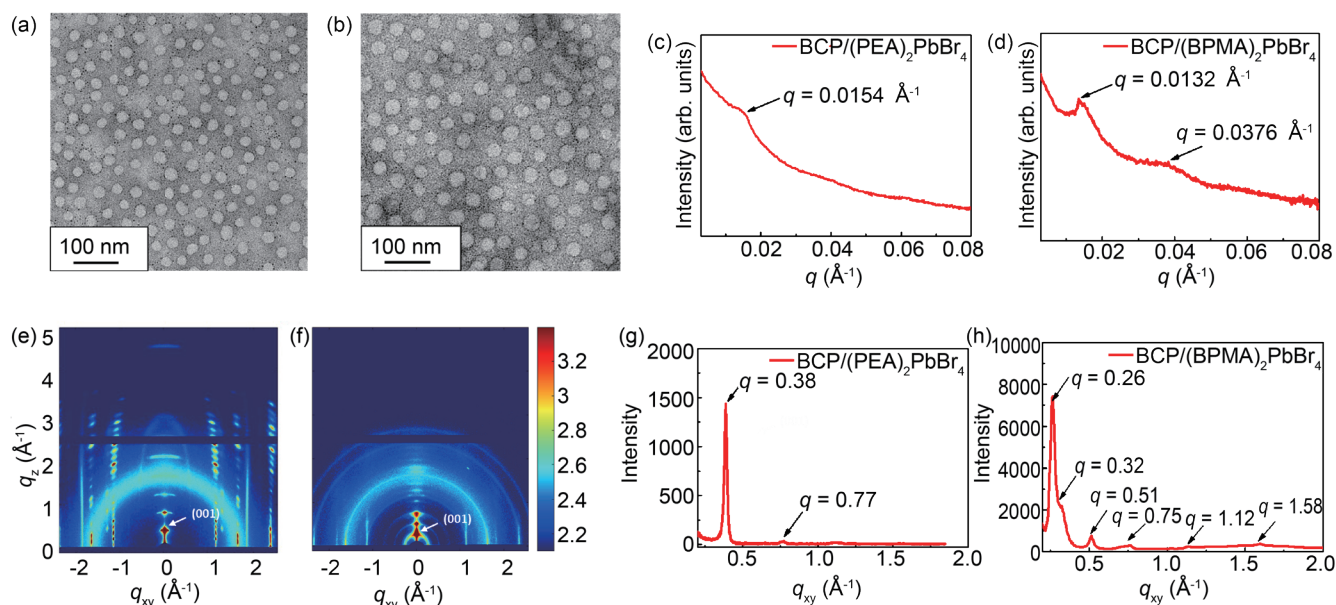 (a)
100 nm
(b)
100 nm
(c)
BCP/(PEA)₂PbBr₄
q = 0.0154 Å⁻¹
Intensity (arb. units)
0.02 0.04 0.06 0.08
q (Å⁻¹)
(d)
BCP/(BPMA)₂PbBr₄
q = 0.0132 Å⁻¹
q = 0.0376 Å⁻¹
Intensity (arb. units)
0.02 0.04 0.06 0.08
q (Å⁻¹)
(e)
5
4
3
2
1
0
q_z (Å⁻¹)
(001)
-2 -1 0 1 2
q_xy (Å⁻¹)
(f)
(001)
-2 -1 0 1 2
q_xy (Å⁻¹)
3.2
3.0
2.8
2.6
2.4
2.2
(g)
BCP/(PEA)₂PbBr₄
2000
1500
1000
500
0
Intensity
q = 0.38
q = 0.77
0.5 1.0 1.5 2.0
q_xy (Å⁻¹)
(h)
BCP/(BPMA)₂PbBr₄
10000
8000
6000
4000
2000
0
Intensity
q = 0.26
q = 0.32
q = 0.51
q = 0.75
q = 1.12
q = 1.58
0.5 1.0 1.5 2.0
q_xy (Å⁻¹)